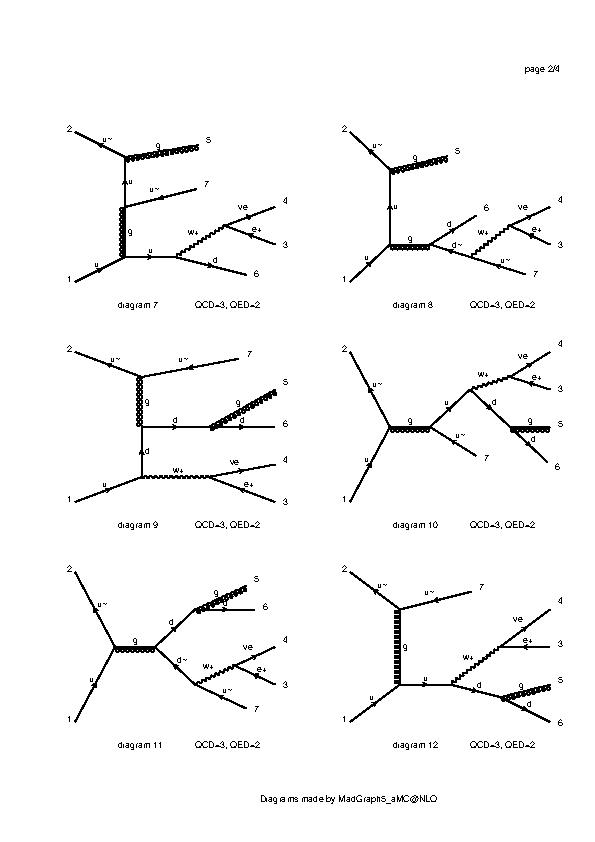 page 2/4
2
u~
g
5
u
u~
7
g
ve
4
w+
e+
3
u
u
d
6
1
diagram 7 QCD=3, QED=2
2
u~
g
5
u
6
d
ve
4
w+
e+
3
g
d~
u
u~
7
1
diagram 8 QCD=3, QED=2
2
u~
u~
7
g
g
5
d
d
6
d
ve
4
w+
u
e+
3
1
diagram 9 QCD=3, QED=2
2
ve
4
w+
e+
3
u~
u
d
g
g
5
u
u~
7
d
6
1
diagram 10 QCD=3, QED=2
2
g
5
u~
d
6
d
g
ve
4
d~
w+
e+
3
u
u~
7
1
diagram 11 QCD=3, QED=2
2
u~
u~
7
4
ve
g
3
e+
w+
g
5
u
u
d
d
6
1
diagram 12 QCD=3, QED=2
Diagrams made by MadGraph5_aMC@NLO